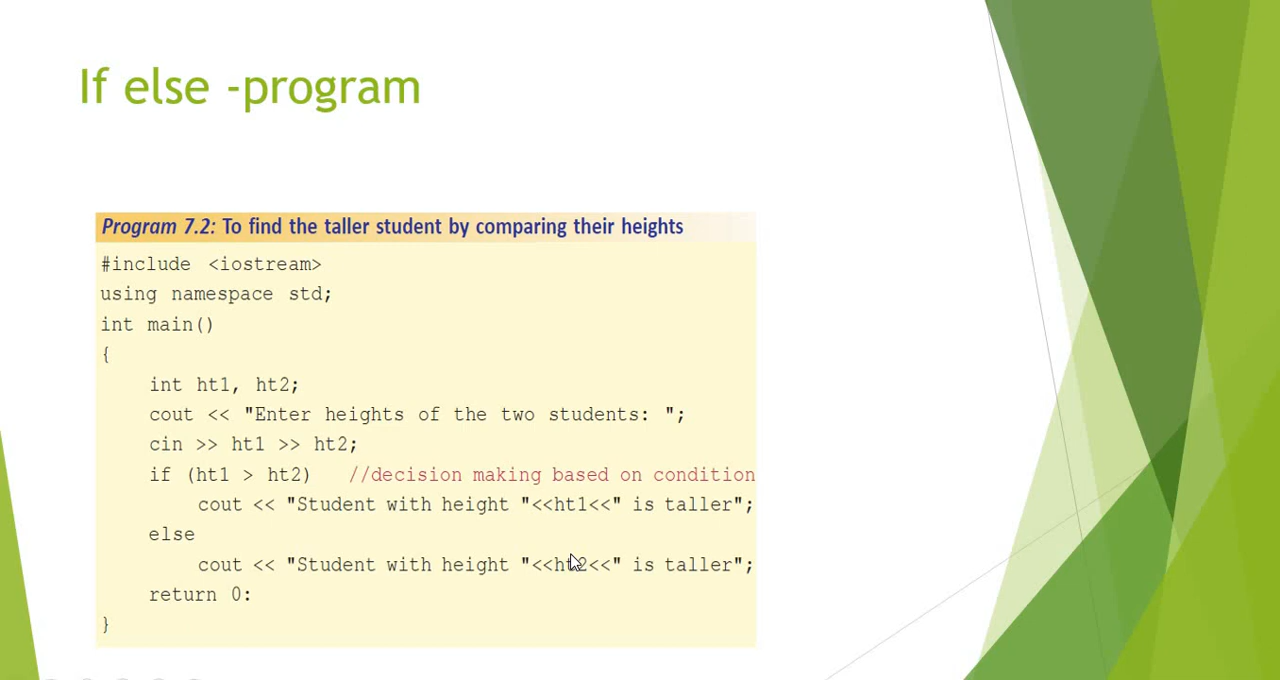 If else -program
Program 7.2: To find the taller student by comparing their heights
#include <iostream>
using namespace std;
int main()
{
int ht1, ht2;
cout << "Enter heights of the two students: ";
cin >> ht1 >> ht2;
if (ht1 > ht2) //decision making based on condition
cout << "Student with height "<<ht1<<" is taller";
else
cout << "Student with height "<<ht2<<" is taller";
return 0:
}